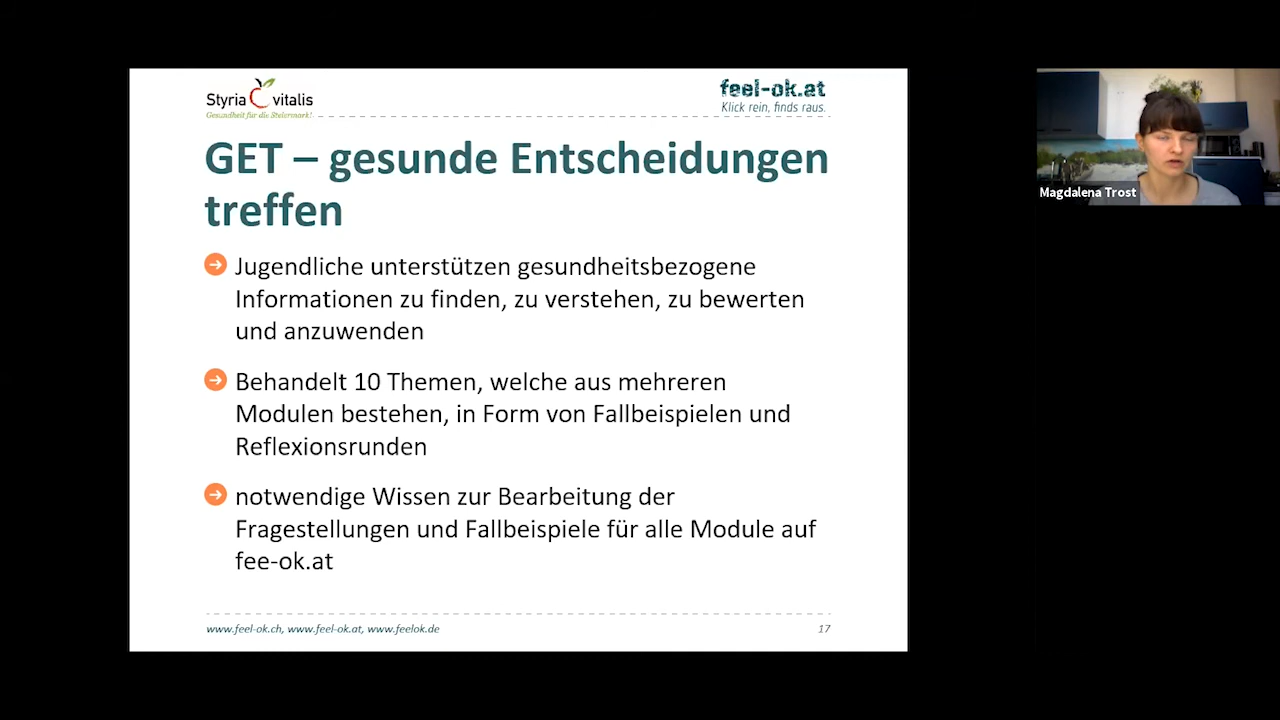 Styria vitalis
Gesundheit für die Steiermark!
feel-ok.at
Klick rein, finds raus.
GET – gesunde Entscheidungen
treffen
Jugendliche unterstützen gesundheitsbezogene
Informationen zu finden, zu verstehen, zu bewerten
und anzuwenden
Behandelt 10 Themen, welche aus mehreren
Modulen bestehen, in Form von Fallbeispielen und
Reflexionsrunden
notwendige Wissen zur Bearbeitung der
Fragestellungen und Fallbeispiele für alle Module auf
fee-ok.at
www.feel-ok.ch, www.feel-ok.at, www.feelok.de
17
Magdalena Trost